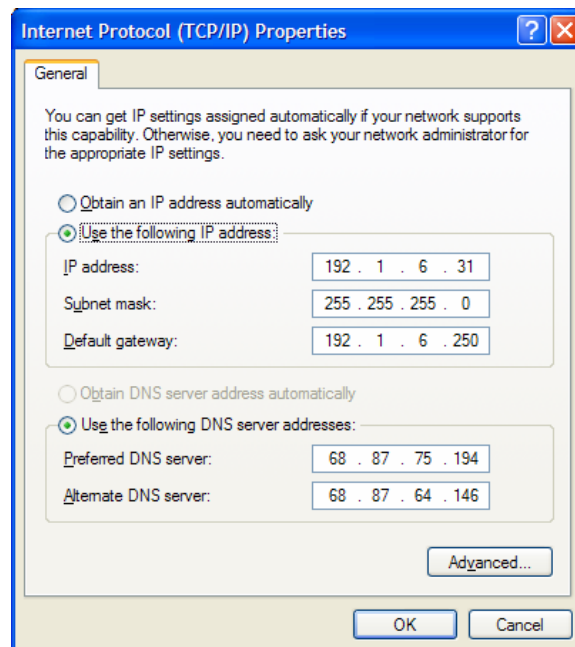 Internet Protocol (TCP/IP) Properties
General
You can get IP settings assigned automatically if your network supports
this capability. Otherwise, you need to ask your network administrator for
the appropriate IP settings.
Obtain an IP address automatically
Use the following IP address:
IP address: 192 . 1 . 6 . 31
Subnet mask: 255 . 255 . 255 . 0
Default gateway: 192 . 1 . 6 . 250
Obtain DNS server address automatically
Use the following DNS server addresses:
Preferred DNS server: 68 . 87 . 75 . 194
Alternate DNS server: 68 . 87 . 64 . 146
Advanced...
OK Cancel